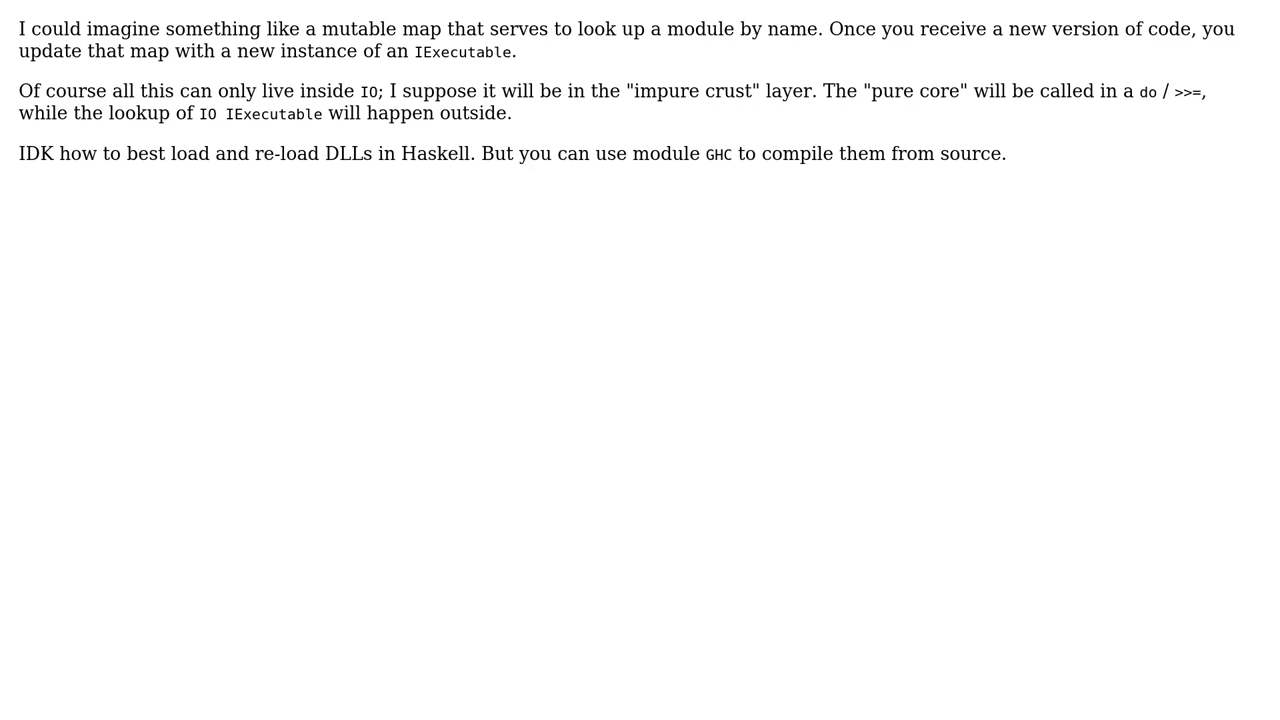 I could imagine something like a mutable map that serves to look up a module by name. Once you receive a new version of code, you
update that map with a new instance of an IExecutable.
Of course all this can only live inside IO; I suppose it will be in the "impure crust" layer. The "pure core" will be called in a do / >>=,
while the lookup of IO IExecutable will happen outside.
IDK how to best load and re-load DLLs in Haskell. But you can use module GHC to compile them from source.